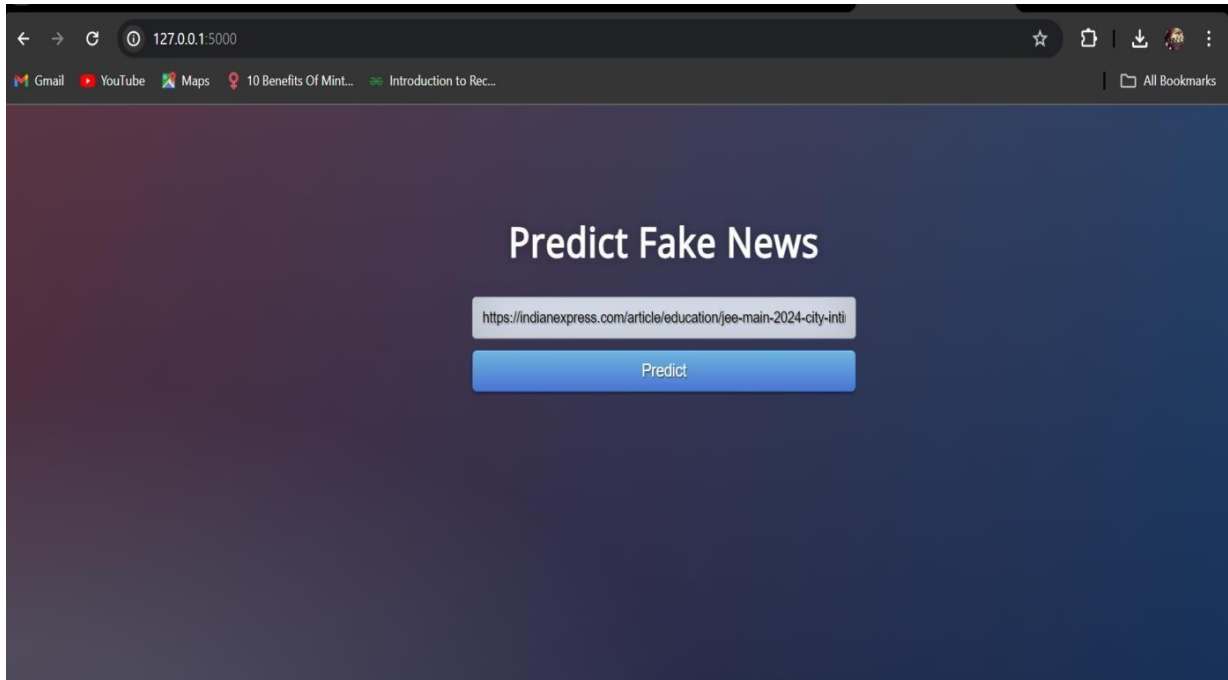 127.0.0.1:5000
Gmail YouTube Maps 10 Benefits Of Mint... Introduction to Rec... All Bookmarks
Predict Fake News
https://indianexpress.com/article/education/jee-main-2024-city-inti
Predict